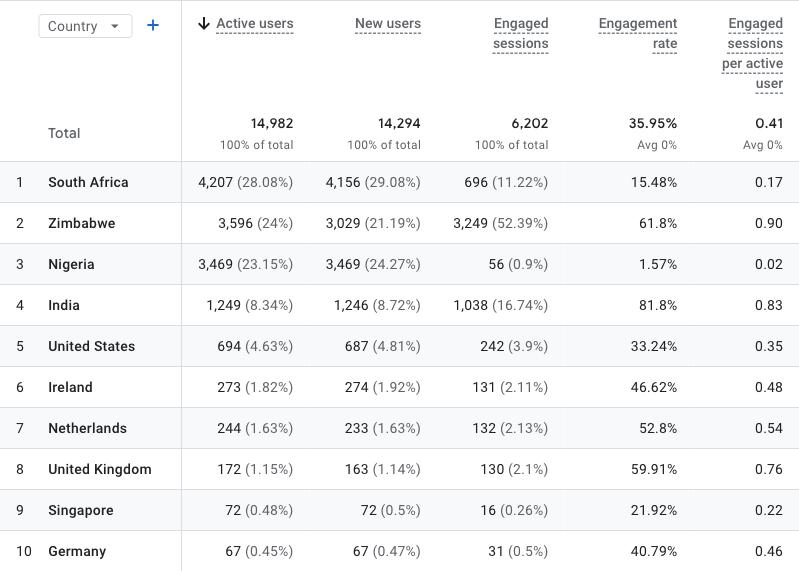 Country
Active users New users Engaged sessions Engagement rate Engaged sessions per active user
Total 14,982 14,294 6,202 35.95% 0.41
100% of total 100% of total 100% of total Avg 0% Avg 0%
1 South Africa 4,207 (28.08%) 4,156 (29.08%) 696 (11.22%) 15.48% 0.17
2 Zimbabwe 3,596 (24%) 3,029 (21.19%) 3,249 (52.39%) 61.8% 0.90
3 Nigeria 3,469 (23.15%) 3,469 (24.27%) 56 (0.9%) 1.57% 0.02
4 India 1,249 (8.34%) 1,246 (8.72%) 1,038 (16.74%) 81.8% 0.83
5 United States 694 (4.63%) 687 (4.81%) 242 (3.9%) 33.24% 0.35
6 Ireland 273 (1.82%) 274 (1.92%) 131 (2.11%) 46.62% 0.48
7 Netherlands 244 (1.63%) 233 (1.63%) 132 (2.13%) 52.8% 0.54
8 United Kingdom 172 (1.15%) 163 (1.14%) 130 (2.1%) 59.91% 0.76
9 Singapore 72 (0.48%) 72 (0.5%) 16 (0.26%) 21.92% 0.22
10 Germany 67 (0.45%) 67 (0.47%) 31 (0.5%) 40.79% 0.46